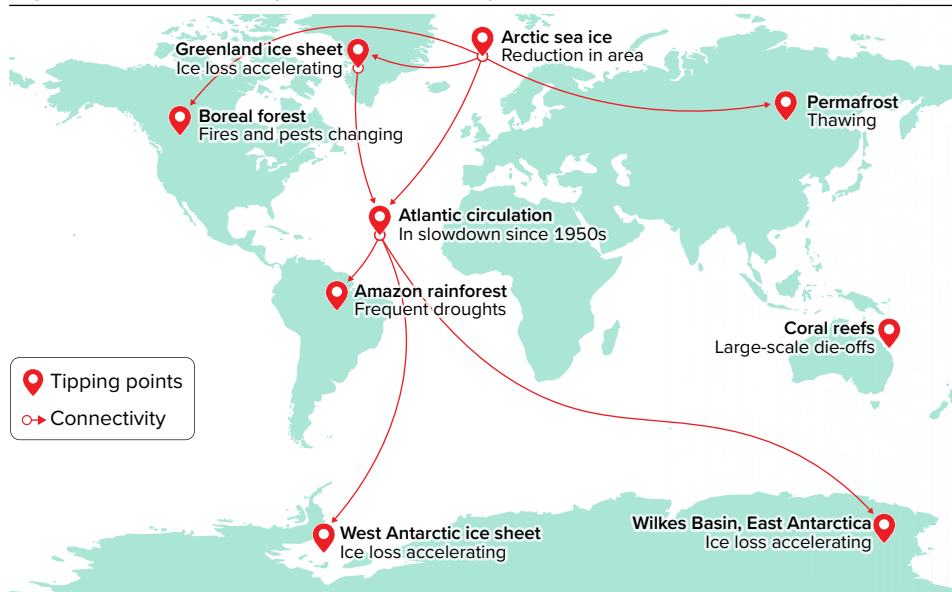 Arctic sea ice
Reduction in area
Greenland ice sheet
Ice loss accelerating
Boreal forest
Fires and pests changing
Permafrost
Thawing
Atlantic circulation
In slowdown since 1950s
Amazon rainforest
Frequent droughts
Coral reefs
Large-scale die-offs
Tipping points
Connectivity
West Antarctic ice sheet
Ice loss accelerating
Wilkes Basin, East Antarctica
Ice loss accelerating